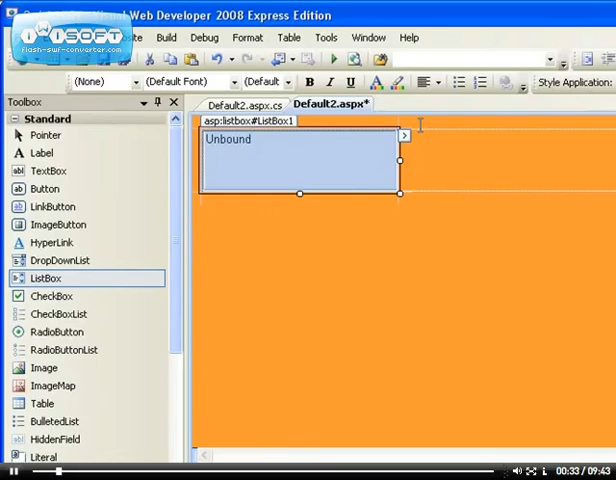 Visual Web Developer 2008 Express Edition
iWiSOFT
flash-swf-converter.com
Build Debug Format Table Tools Window Help
(None) (Default Font) (Default B I U A Style Application:
Toolbox
Default2.aspx.cs Default2.aspx*
asp:listbox#ListBox1
Unbound
Standard
Pointer
Label
TextBox
Button
LinkButton
ImageButton
HyperLink
DropDownList
ListBox
CheckBox
CheckBoxList
RadioButton
RadioButtonList
Image
ImageMap
Table
BulletedList
HiddenField
Literal
00:33 / 09:43